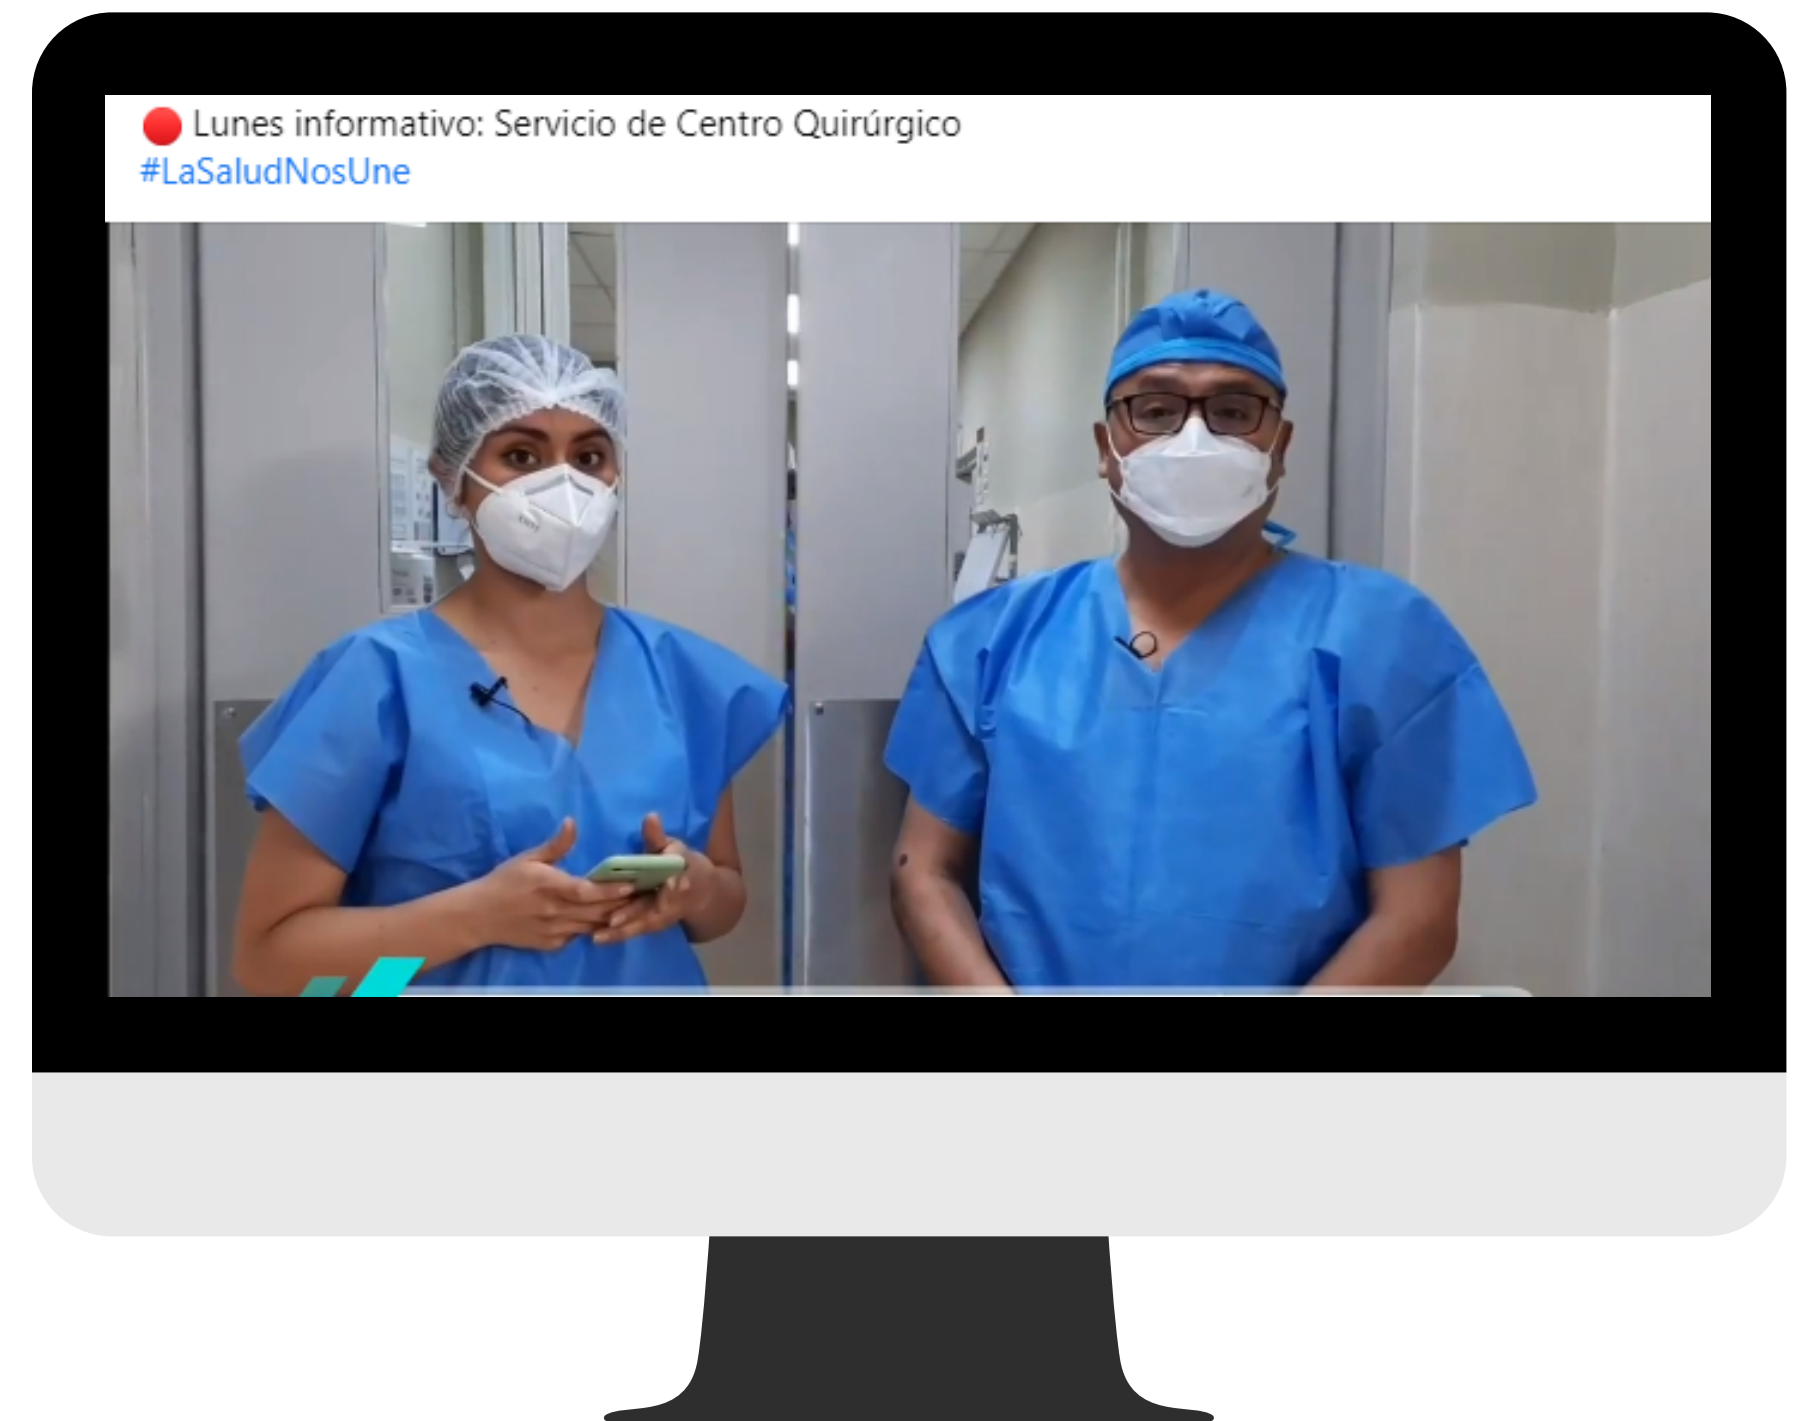 Lunes informativo: Servicio de Centro Quirúrgico
#LaSaludNosUne